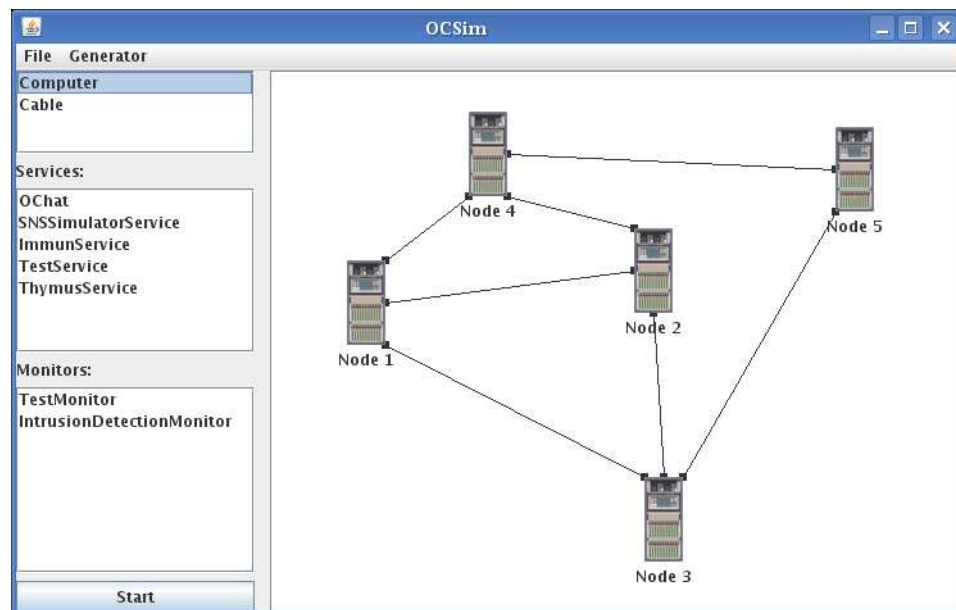 OCSim
File Generator
Computer
Cable
Services:
OChat
SNSSimulatorService
ImmunService
TestService
ThymusService
Monitors:
TestMonitor
IntrusionDetectionMonitor
Start
Node 4
Node 5
Node 2
Node 1
Node 3